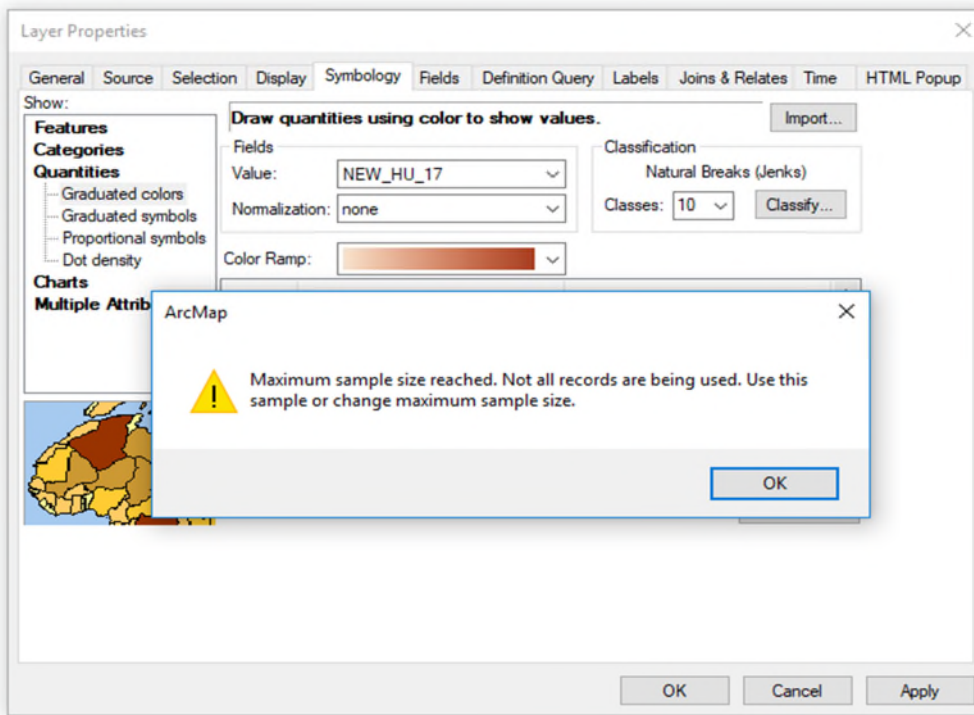 Layer Properties
General Source Selection Display Symbology Fields Definition Query Labels Joins & Relates Time HTML Popup
Show:
Features
Categories
Quantities
Graduated colors
Graduated symbols
Proportional symbols
Dot density
Charts
Multiple Attrib
Draw quantities using color to show values.
Import...
Fields
Value: NEW_HU_17
Normalization: none
Classification
Natural Breaks (Jenks)
Classes: 10 Classify...
Color Ramp:
ArcMap
Maximum sample size reached. Not all records are being used. Use this
sample or change maximum sample size.
OK
OK Cancel Apply